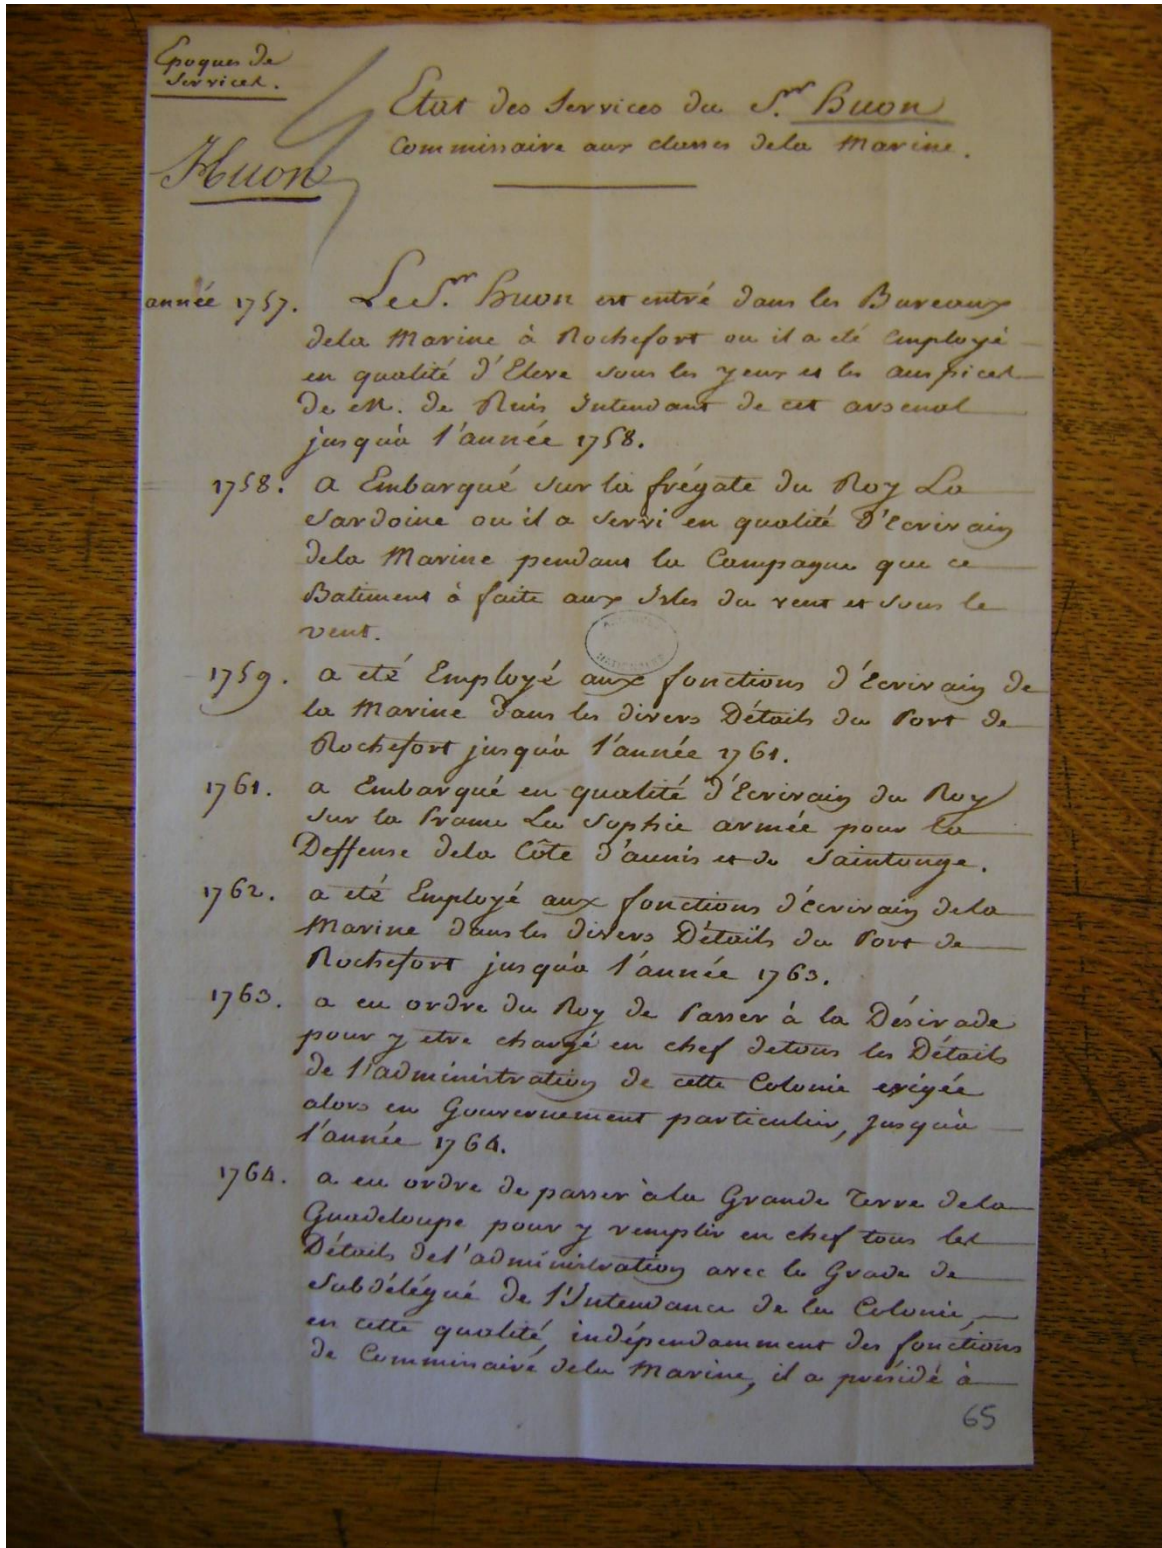 Epoques de
Services.
Etat des Services du S.r Huon
Commissaire aux classes dela Marine.
Huon
année 1757. Le S.r Huon est entré dans les Bureaux
dela Marine à Rochefort ou il a eté Employé
en qualité d'Eleve sous les yeux et les auspices
de M. de Ruis Intendant de cet arsenal
jusqu'à l'année 1758.
1758. a Embarqué sur la frégate du Roy La
Sardoine ou il a servi en qualité d'Ecrivain
dela Marine pendant la Campagne que ce
Batiment à faite aux Isles du vent et sous le
vent.
1759. a eté Employé aux fonctions d'Ecrivain de
la Marine dans les divers Détails du Port de
Rochefort jusqu'à l'année 1761.
1761. a Embarqué en qualité d'Ecrivain du Roy
sur la Prame La Sophie armée pour la
Deffense dela Côte d'aunis et de Saintonge.
1762. a eté Employé aux fonctions d'écrivain dela
Marine dans les divers Détails du Port de
Rochefort jusqu'à l'année 1763.
1763. a eu ordre du Roy de Passer à la Désirade
pour y etre chargé en chef detous les Détails
de l'administration de cette Colonie erigée
alors en Gouvernement particulier, jusqu'à
l'année 1764.
1764. a eu ordre de passer à la Grande Terre dela
Guadeloupe pour y remplir en chef tous les
Détails de l'administration avec le Grade de
Subdélégué de l'Intendance de la Colonie,
en cette qualité, indépendamment des fonctions
de Commissaire dela Marine, il a présidé à
65